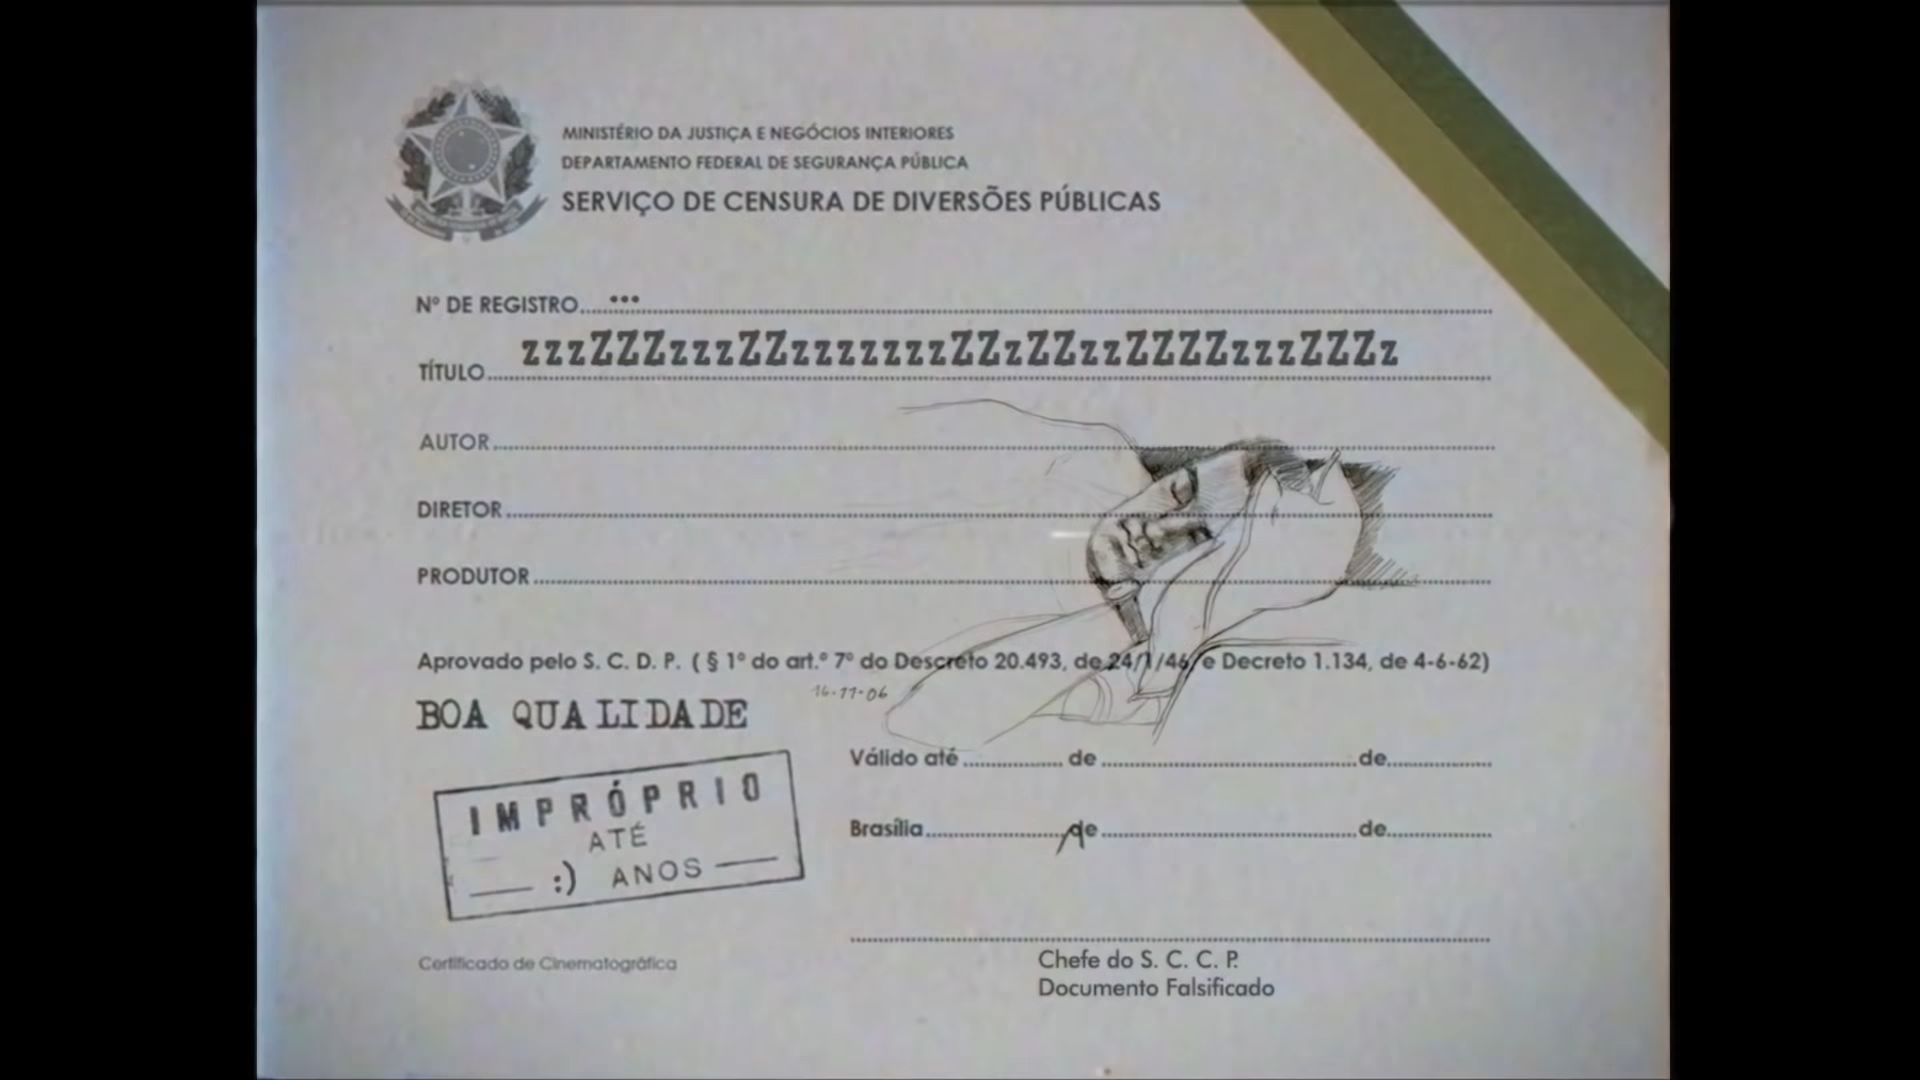 MINISTÉRIO DA JUSTIÇA E NEGÓCIOS INTERIORES
DEPARTAMENTO FEDERAL DE SEGURANÇA PÚBLICA
SERVIÇO DE CENSURA DE DIVERSÕES PÚBLICAS
Nº DE REGISTRO ...
TÍTULO zzzZZZzzzzZZzzzzzzzzZZzZZzzZZZZzzzZZZz
AUTOR
DIRETOR
PRODUTOR
Aprovado pelo S. C. D. P. ( § 1º do art.º 7º do Descreto 20.493, de 24/1/46, e Decreto 1.134, de 4-6-62)
16-11-06
BOA QUALIDADE
Válido até de de
IMPRÓPRIO
ATÉ
:) ANOS
Brasília de de
Certificado de Cinematográfica
Chefe do S. C. C. P.
Documento Falsificado